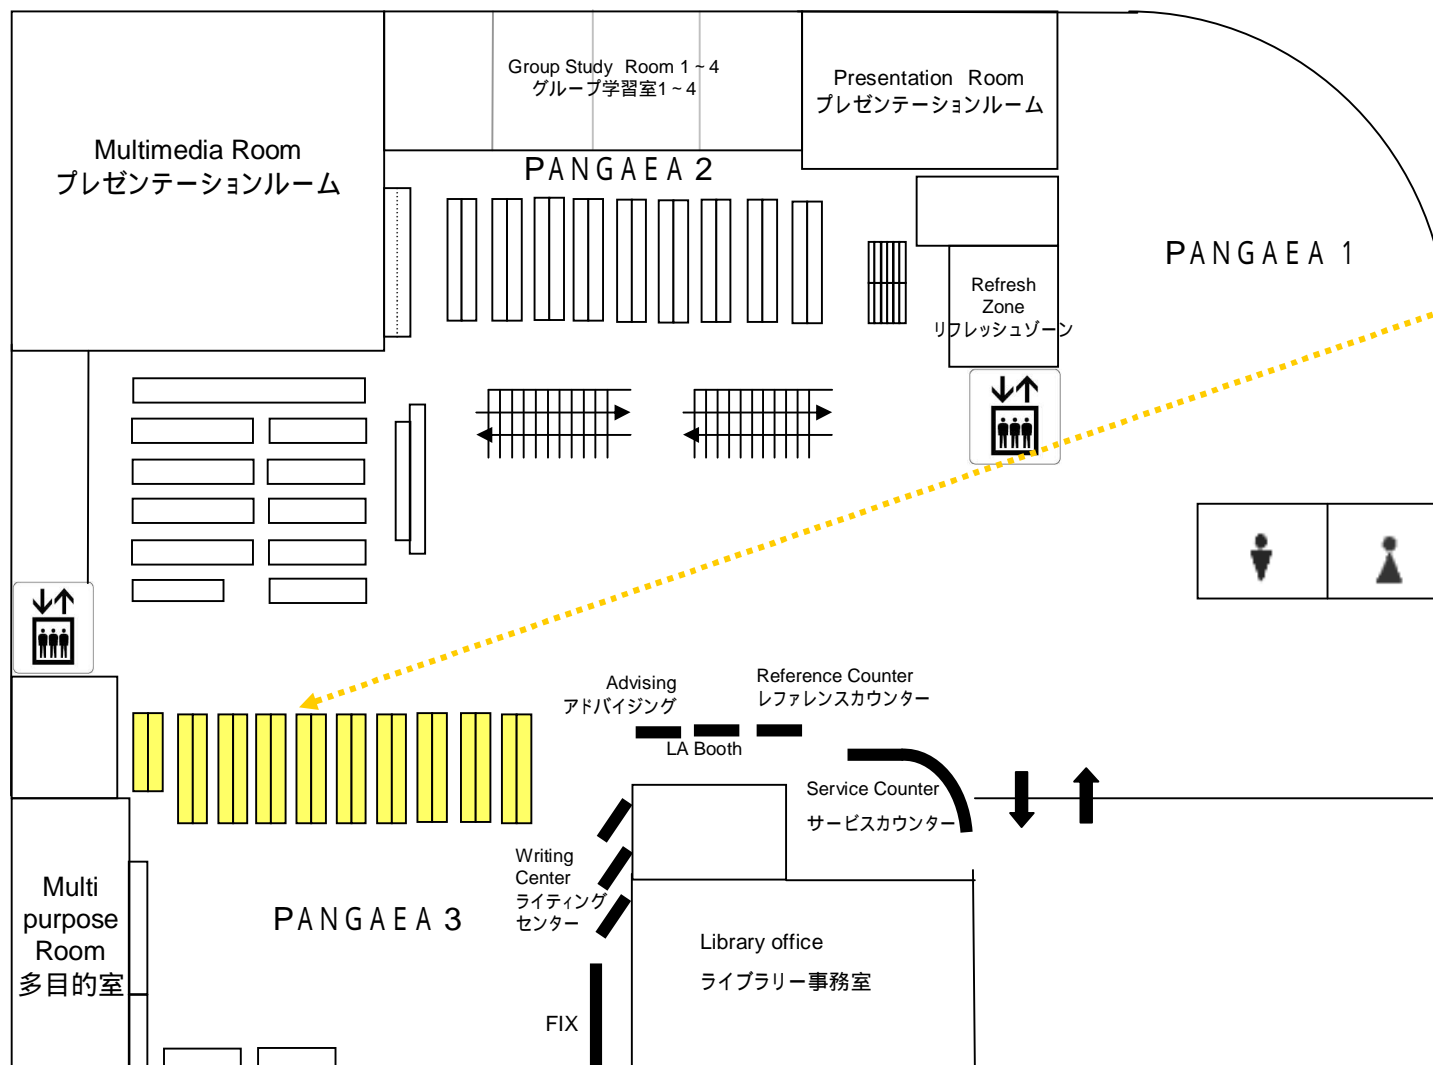 Group Study Room 1 ~ 4
グループ学習室1 ~ 4
Presentation Room
プレゼンテーションルーム
Multimedia Room
プレゼンテーションルーム
PANGAEA 2
PANGAEA 1
Refresh
Zone
リフレッシュゾーン
Advising
アドバイジング
LA Booth
Reference Counter
レファレンスカウンター
Service Counter
サービスカウンター
Writing
Center
ライティング
センター
Multi
purpose
Room
多目的室
PANGAEA 3
Library office
ライブラリー事務室
FIX